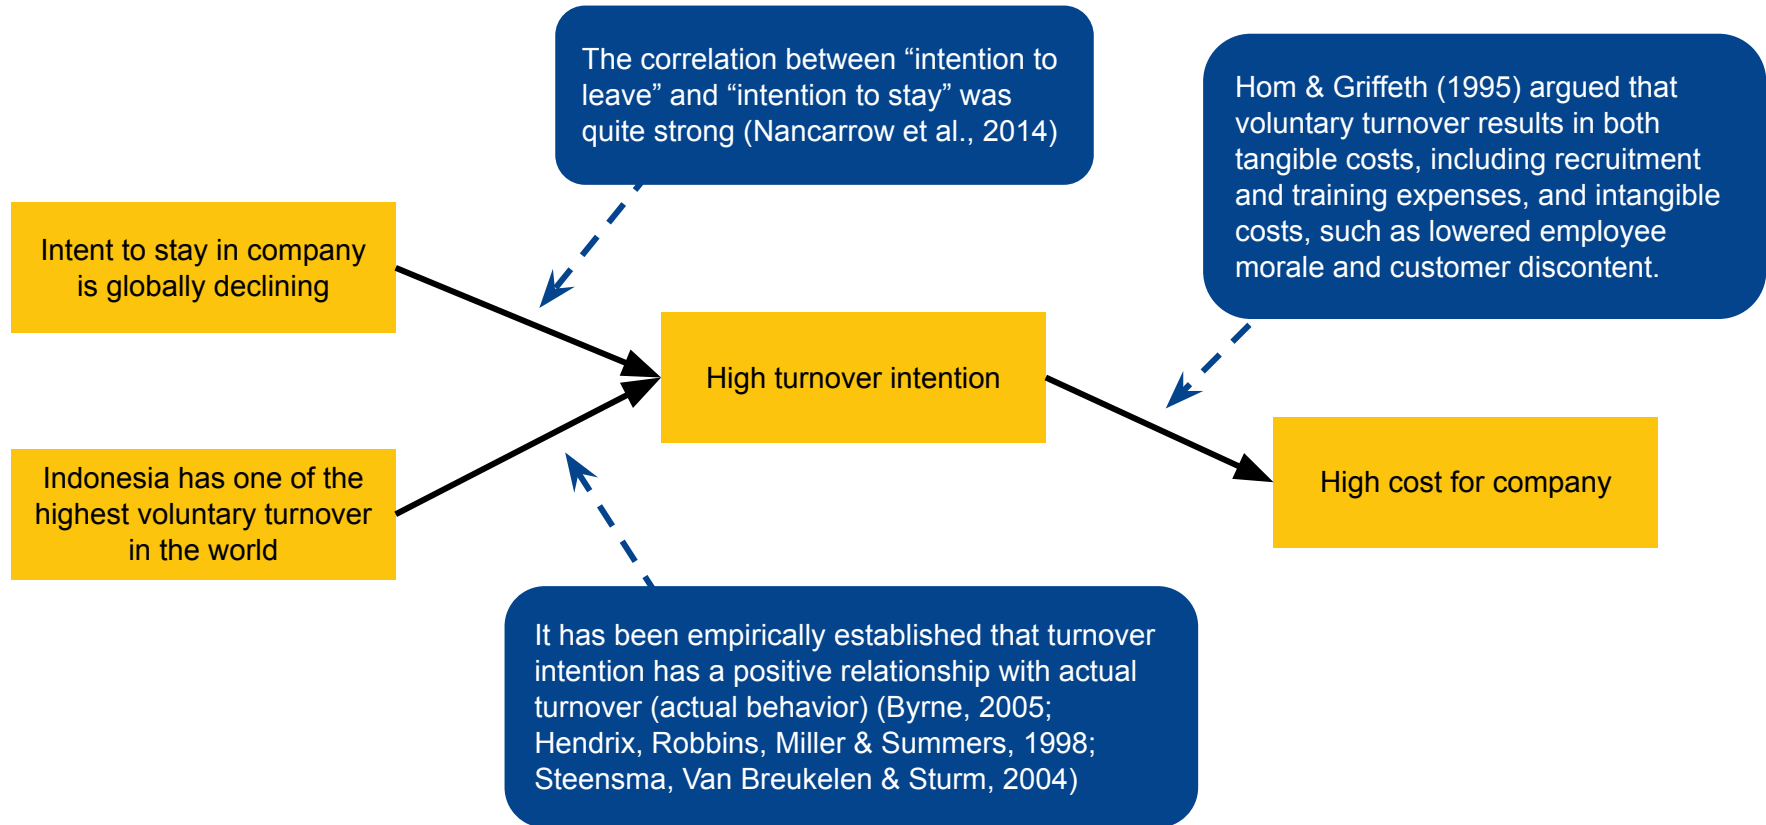 The correlation between “intention to
leave” and “intention to stay” was
quite strong (Nancarrow et al., 2014)
Hom & Griffeth (1995) argued that
voluntary turnover results in both
tangible costs, including recruitment
and training expenses, and intangible
costs, such as lowered employee
morale and customer discontent.
Intent to stay in company
is globally declining
High turnover intention
Indonesia has one of the
highest voluntary turnover
in the world
High cost for company
It has been empirically established that turnover
intention has a positive relationship with actual
turnover (actual behavior) (Byrne, 2005;
Hendrix, Robbins, Miller & Summers, 1998;
Steensma, Van Breukelen & Sturm, 2004)